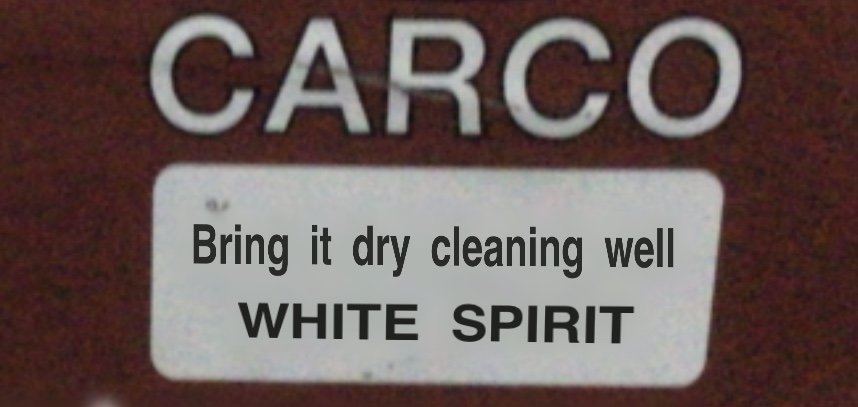 CARCO
Bring it dry cleaning well
WHITE SPIRIT